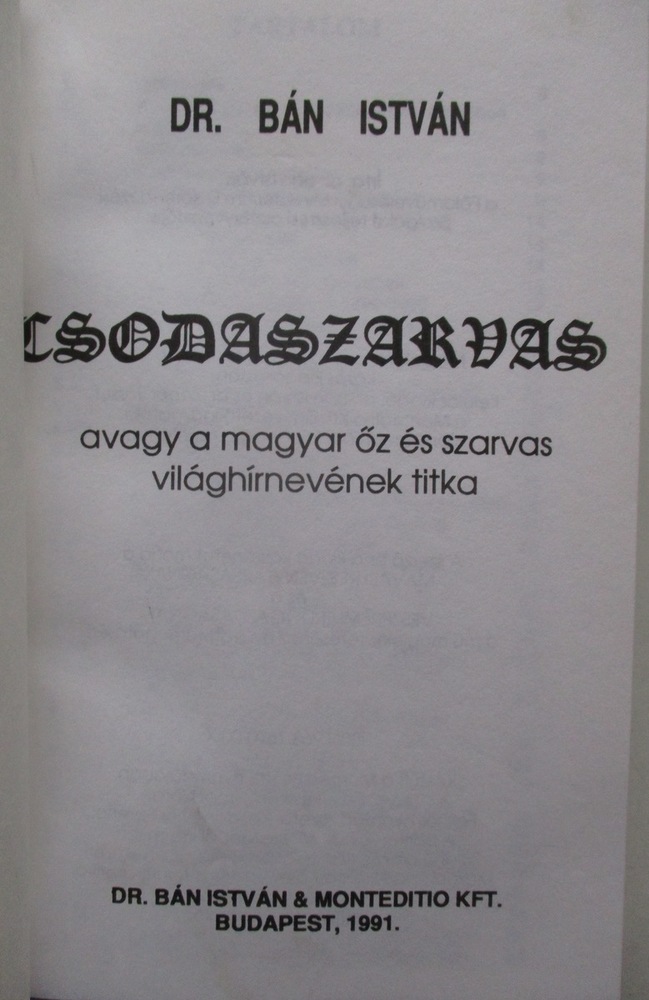 DR. BÁN ISTVÁN
CSODASZARVAS
avagy a magyar őz és szarvas
világhírnevének titka
DR. BÁN ISTVÁN & MONTEDITIO KFT.
BUDAPEST, 1991.